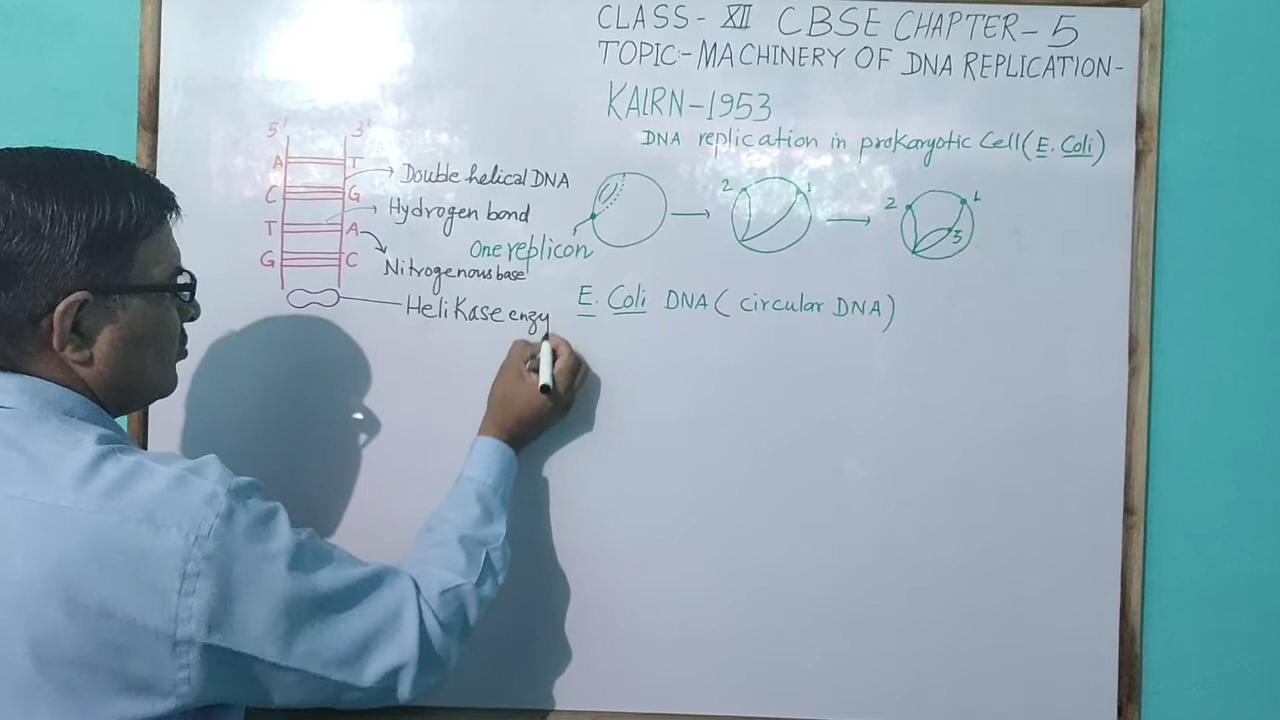 CLASS - XII CBSE CHAPTER - 5
TOPIC:- MACHINERY OF DNA REPLICATION -
KAIRN - 1953
DNA replication in prokaryotic Cell (E. Coli)
5' 3'
A T
Double helical DNA
C G
Hydrogen bond
T A
Nitrogenous base
G C
HeliKase enzy
One replicon
2 1
2 1
3
E. Coli DNA ( circular DNA )